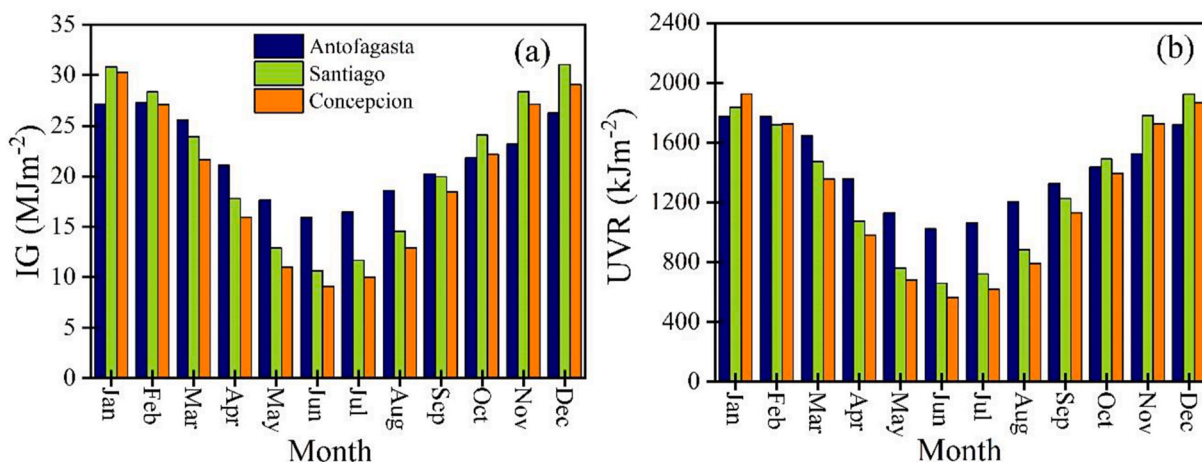 (a)
Antofagasta
Santiago
Concepcion
IG (MJm⁻²)
35
30
25
20
15
10
5
0
Jan Feb Mar Apr May Jun Jul Aug Sep Oct Nov Dec
Month
(b)
UVR (kJm⁻²)
2400
2000
1600
1200
800
400
0
Jan Feb Mar Apr May Jun Jul Aug Sep Oct Nov Dec
Month